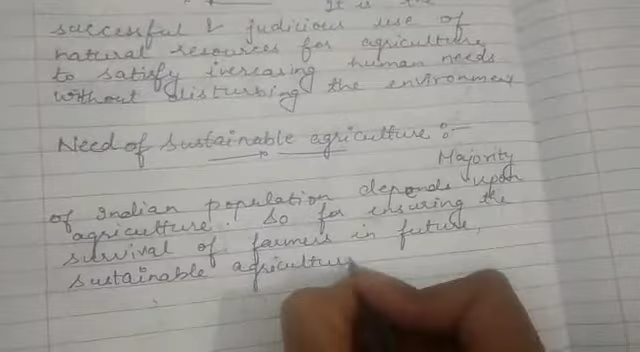 It is the
successful & judicious use of
natural resources for agriculture
to satisfy increasing human needs
without disturbing the environment
Need of sustainable agriculture :-
Majority
of Indian population depends upon
agriculture. So for ensuring the
survival of farmers in future,
sustainable agricultur